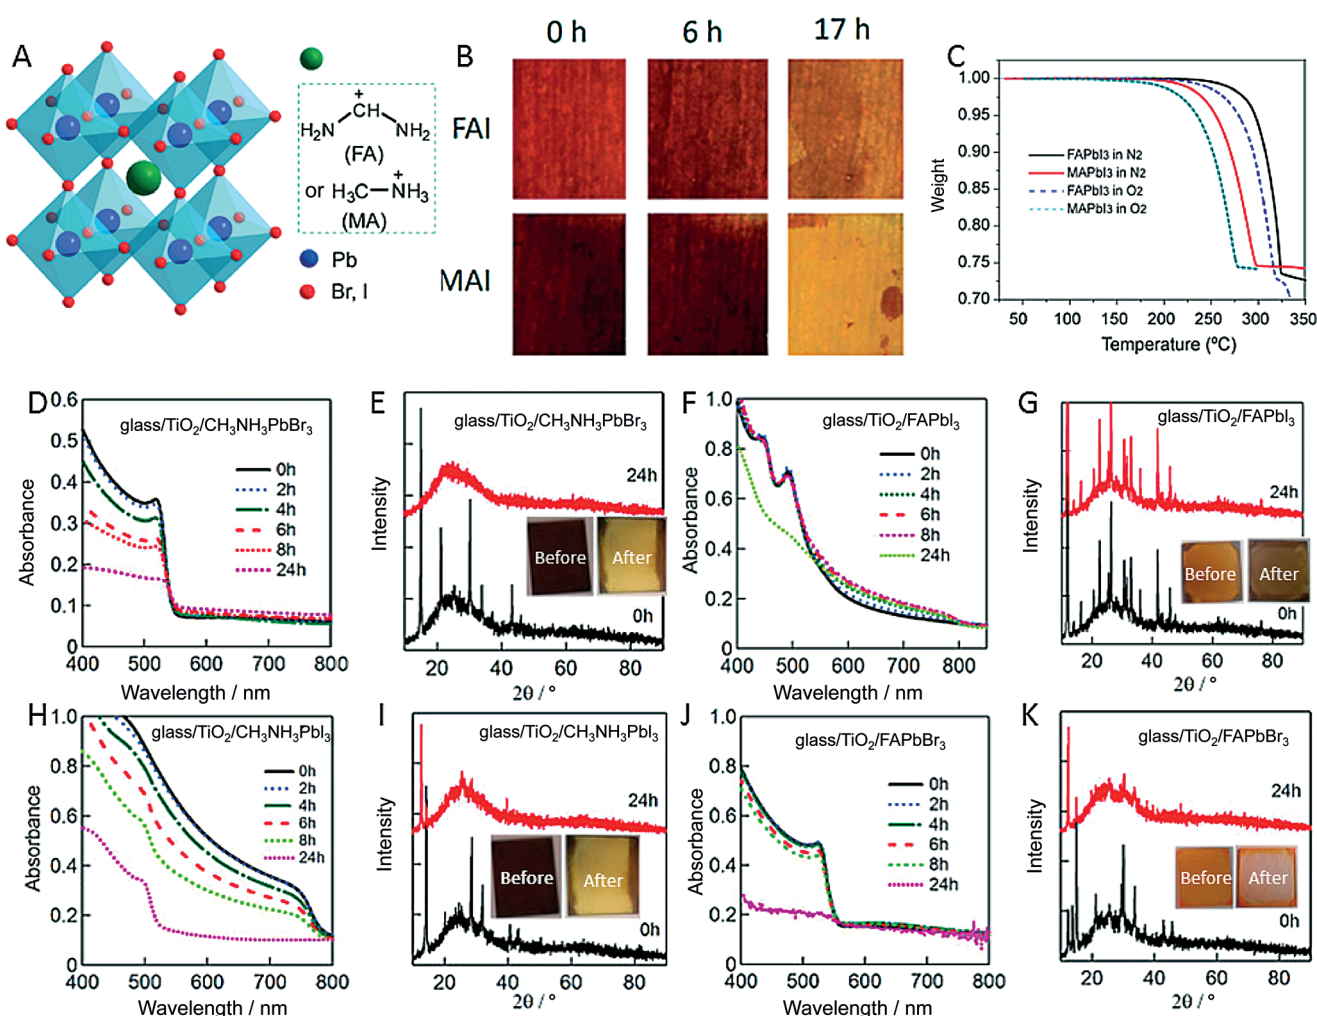 A
+
CH
H₂N NH₂
(FA)
+
or H₃C—NH₃
(MA)
Pb
Br, I
B
0 h 6 h 17 h
FAI
MAI
C
1.00
0.95
0.90
0.85
0.80
0.75
0.70
Weight
FAPbI3 in N2
MAPbI3 in N2
FAPbI3 in O2
MAPbI3 in O2
50 100 150 200 250 300 350
Temperature (ºC)
D
glass/TiO₂/CH₃NH₃PbBr₃
0.6
0.5
0.4
0.3
0.2
0.1
0
Absorbance
0h
2h
4h
6h
8h
24h
400 500 600 700 800
Wavelength / nm
E
glass/TiO₂/CH₃NH₃PbBr₃
Intensity
24h
Before After
0h
20 40 60 80
2θ / °
F
glass/TiO₂/FAPbI₃
1.0
0.8
0.6
0.4
0.2
0
Absorbance
0h
2h
4h
6h
8h
24h
400 500 600 700 800
Wavelength / nm
G
glass/TiO₂/FAPbI₃
Intensity
24h
Before After
0h
20 40 60 80
2θ / °
H
glass/TiO₂/CH₃NH₃PbI₃
1.0
0.8
0.6
0.4
0.2
0
Absorbance
0h
2h
4h
6h
8h
24h
400 500 600 700 800
Wavelength / nm
I
glass/TiO₂/CH₃NH₃PbI₃
Intensity
24h
Before After
0h
20 40 60 80
2θ / °
J
glass/TiO₂/FAPbBr₃
1.0
0.8
0.6
0.4
0.2
0
Absorbance
0h
2h
4h
6h
8h
24h
400 500 600 700 800
Wavelength / nm
K
glass/TiO₂/FAPbBr₃
Intensity
24h
Before After
0h
20 40 60 80
2θ / °